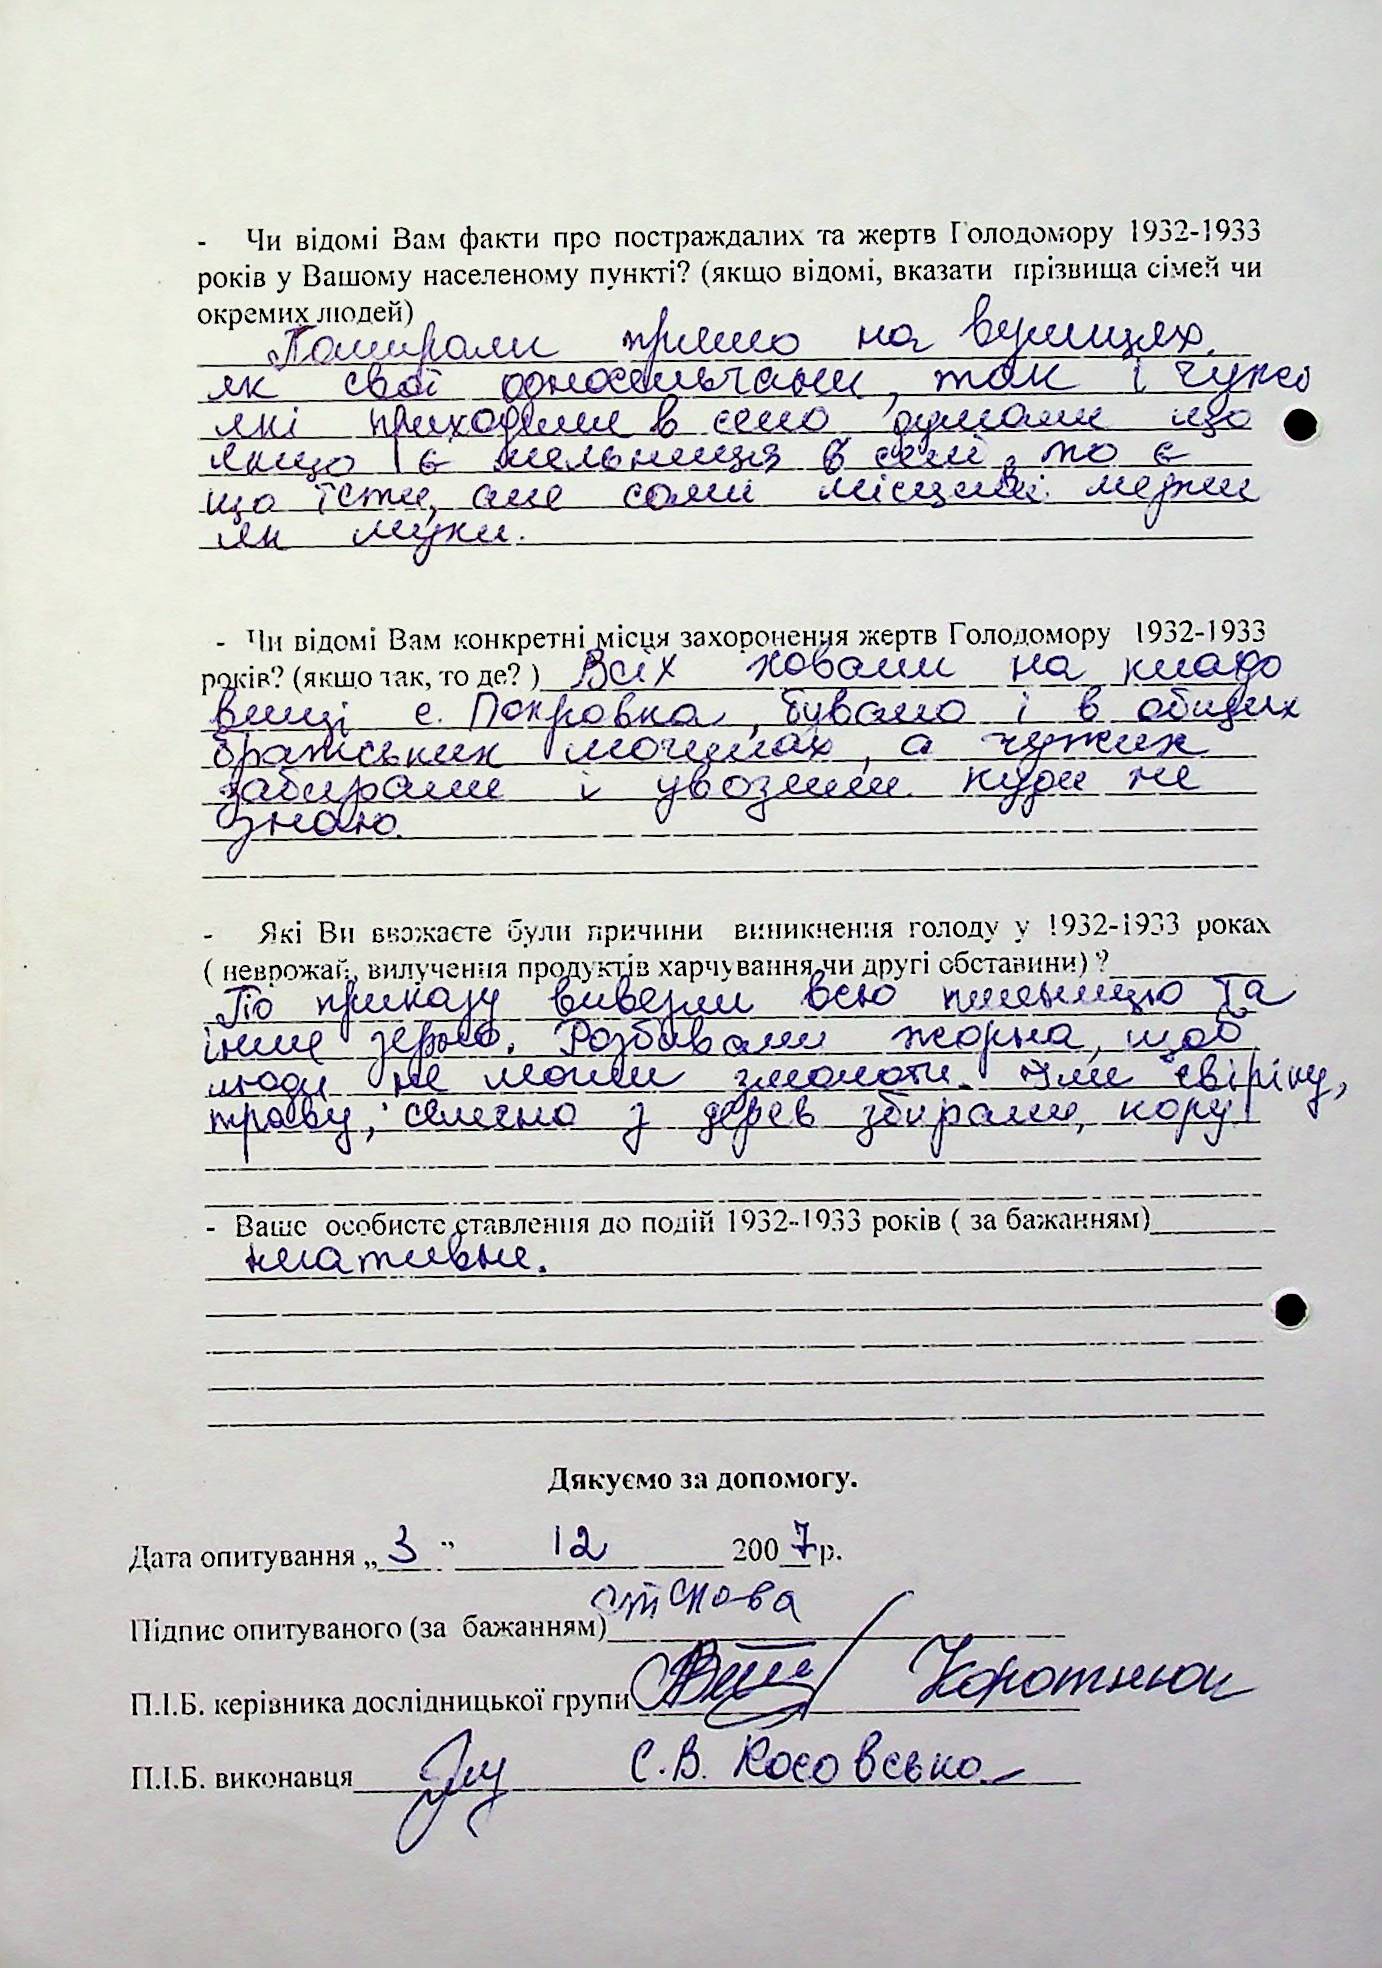 - Чи відомі Вам факти про постраждалих та жертв Голодомору 1932-1933
років у Вашому населеному пункті? (якщо відомі, вказати прізвища сімей чи
окремих людей)
Помирали прямо на вулицях,
як свої односельчани, так і чужі
які приходили в село думали що
якщо є мельниця в селі, то є
що їсти, але сами місцеві мерли
як мухи.
- Чи відомі Вам конкретні місця захоронення жертв Голодомору 1932-1933
років? (якщо так, то де? ) Всіх ховали на кладо
вищі с. Покровка, бувало і в общих
братських могилах, а чужих
забирали і увозили куди не
знаю.
- Які Ви вважаєте були причини виникнення голоду у 1932-1933 роках
( неврожай, вилучення продуктів харчування чи другі обставини) ?
По приказу вивезли всю пшеницю та
інше зерно. Розбивали жорна, щоб
люди не могли змолоти. Їли свіріпу,
траву, семено з дерев збирали, кору
- Ваше особисте ставлення до подій 1932-1933 років ( за бажанням)
негативне.
Дякуємо за допомогу.
Дата опитування „ 3 ” 12 200 7 р.
Підпис опитуваного (за бажанням)
П.І.Б. керівника дослідницької групи Коротнюк
П.І.Б. виконавця С.В. Косовсько